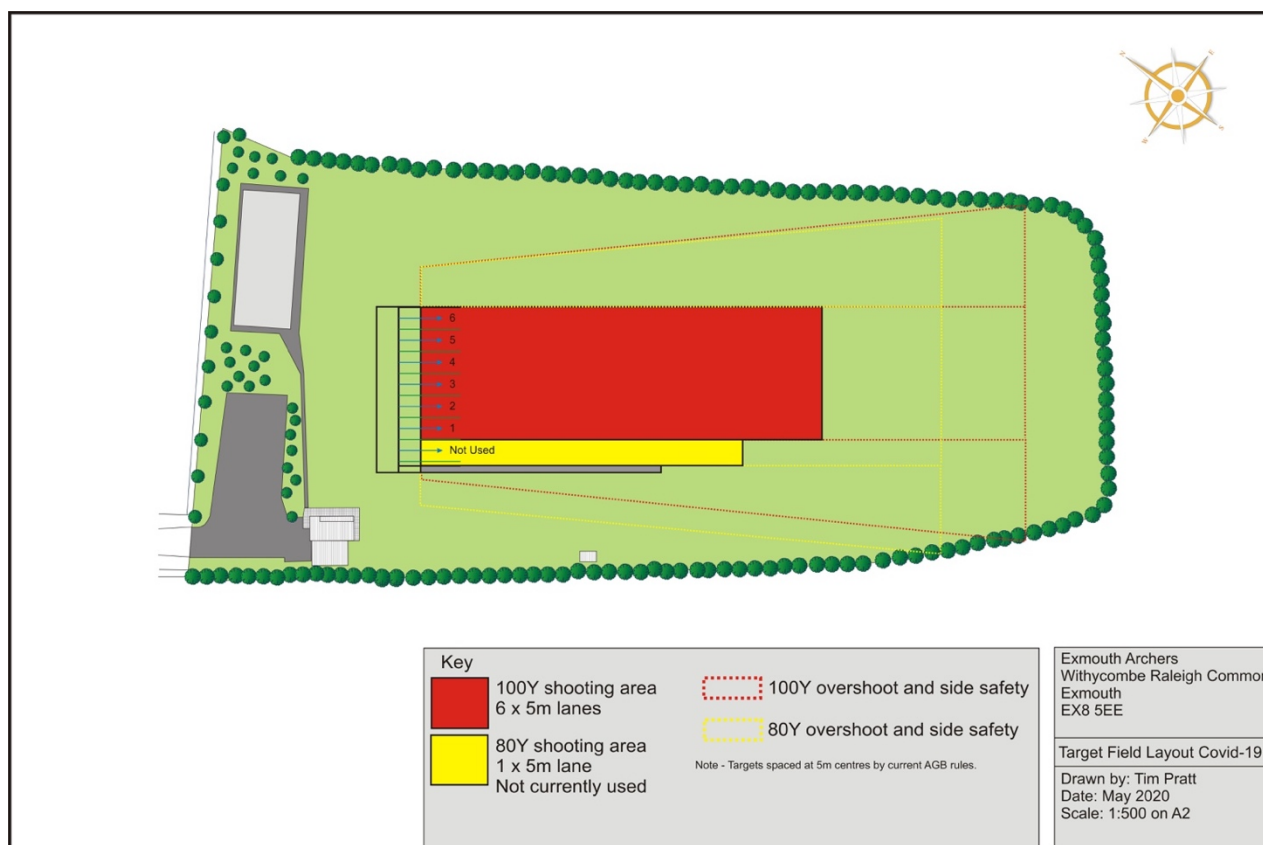 6
5
4
3
2
1
Not Used
Key
100Y shooting area
6 x 5m lanes
80Y shooting area
1 x 5m lane
Not currently used
100Y overshoot and side safety
80Y overshoot and side safety
Note - Targets spaced at 5m centres by current AGB rules.
Exmouth Archers
Withycombe Raleigh Common
Exmouth
EX8 5EE
Target Field Layout Covid-19
Drawn by: Tim Pratt
Date: May 2020
Scale: 1:500 on A2